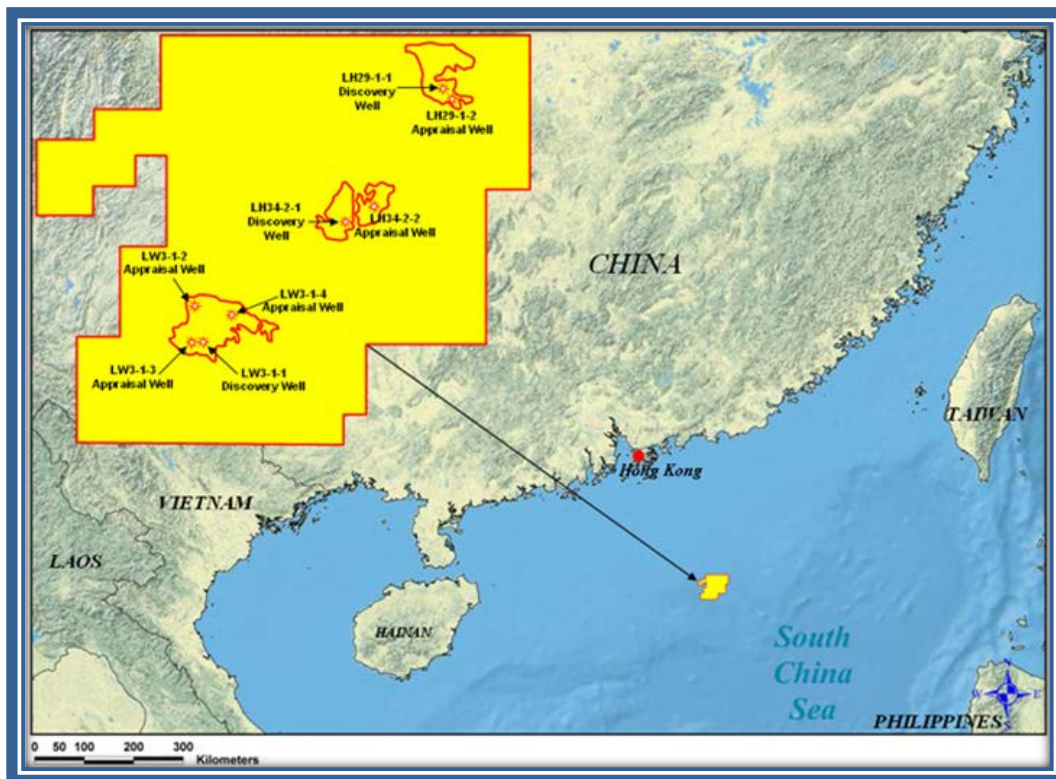 LH29-1-1
Discovery
Well
LH29-1-2
Appraisal Well
LH34-2-1
Discovery
Well
LH34-2-2
Appraisal Well
LW3-1-2
Appraisal Well
LW3-1-4
Appraisal Well
LW3-1-3
Appraisal Well
LW3-1-1
Discovery Well
CHINA
TAIWAN
Hong Kong
VIETNAM
LAOS
HAINAN
South
China
Sea
N
W
E
S
PHILIPPINES
0 50 100 200 300
Kilometers